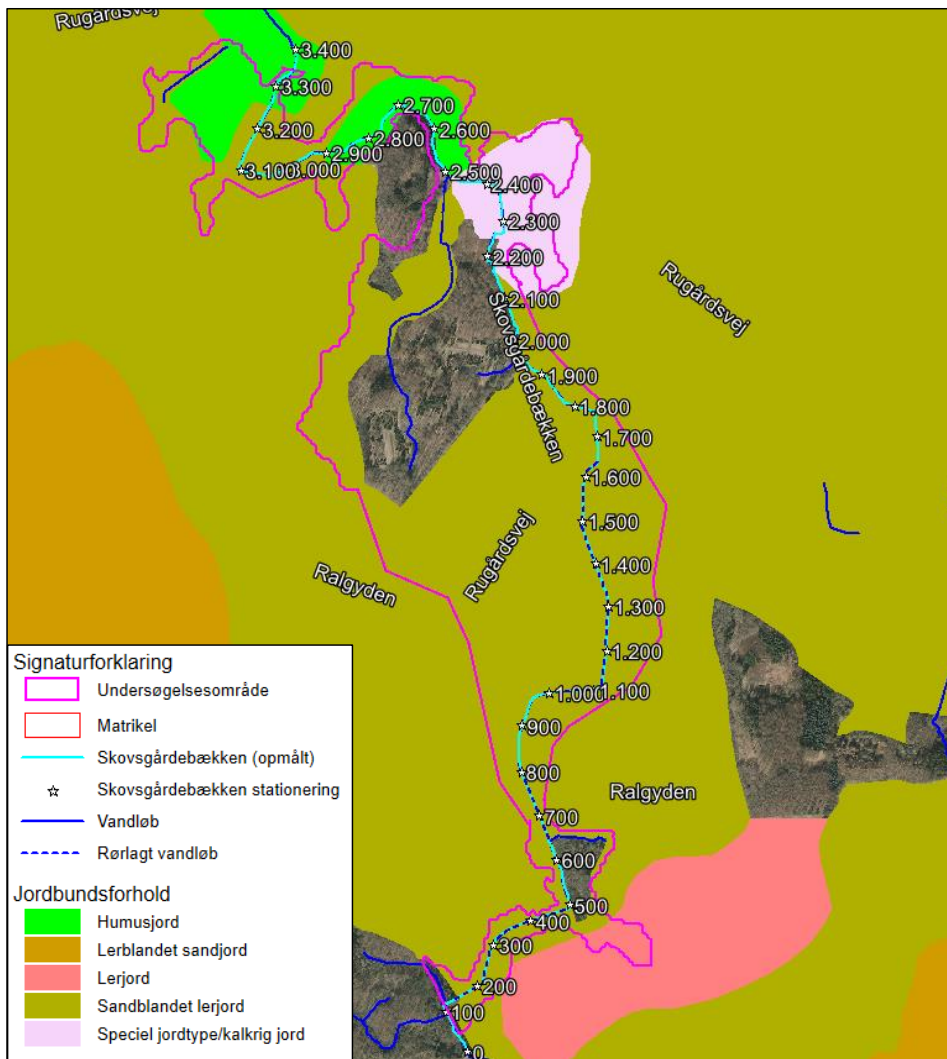 Rugårdsvej
3.400
3.300
3.200
3.100
3.000
2.900
2.800
2.700
2.600
2.500
2.400
2.300
2.200
2.100
2.000
Skovsgårdebækken
Rugårdsvej
1.900
1.800
1.700
1.600
1.500
Rugårdsvej
1.400
Ralgyden
1.300
1.200
1.100
1.000
900
800
Ralgyden
700
600
500
400
300
200
100
0
Signaturforklaring
Undersøgelsesområde
Matrikel
Skovsgårdebækken (opmålt)
Skovsgårdebækken stationering
Vandløb
Rørlagt vandløb
Jordbundsforhold
Humusjord
Lerblandet sandjord
Lerjord
Sandblandet lerjord
Speciel jordtype/kalkrig jord